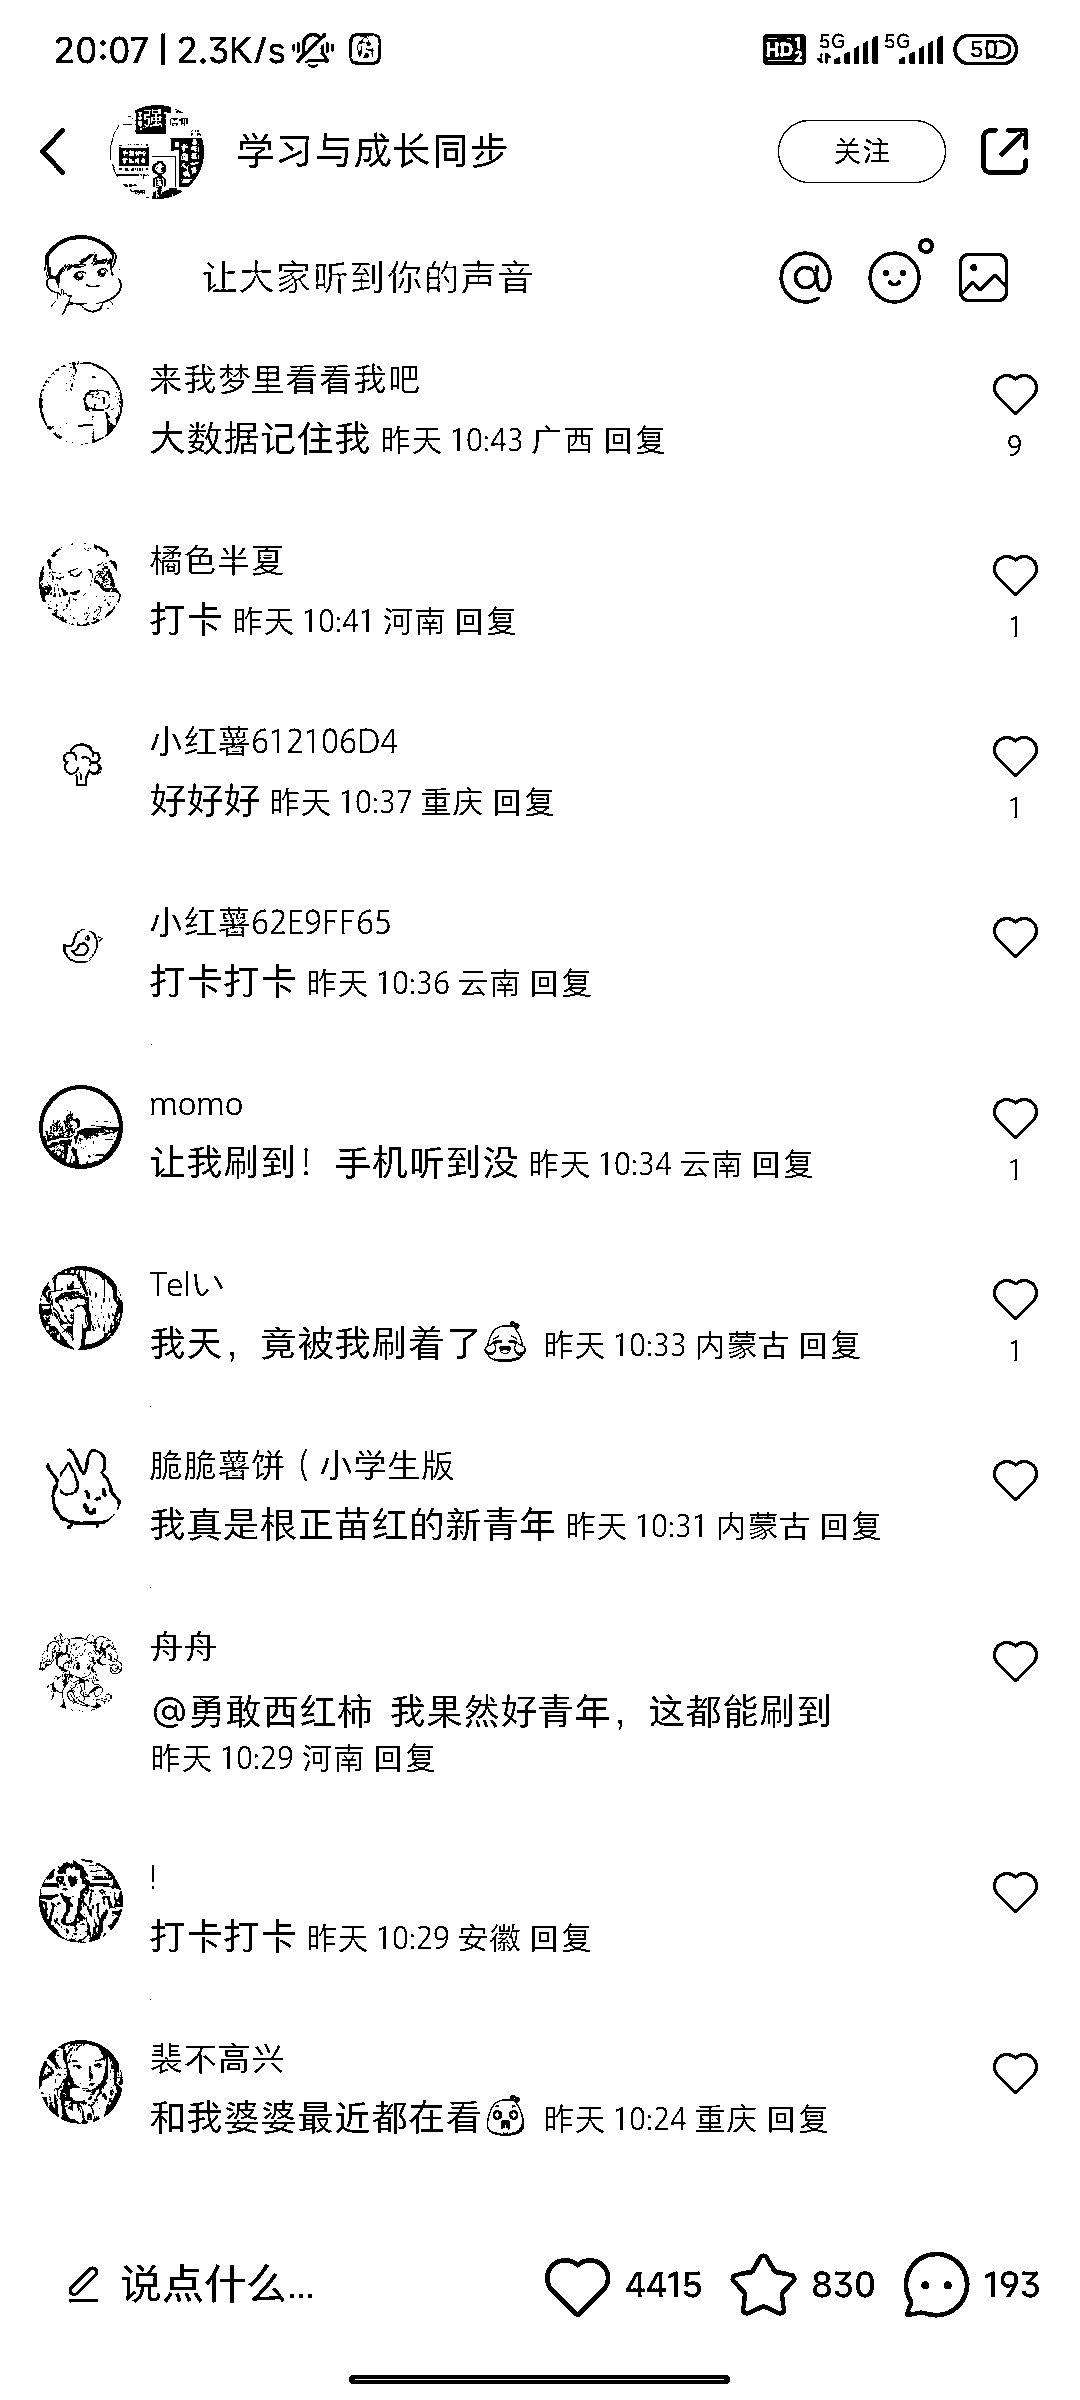 20:07 | 2.3K/s
HD 5G 5G 50
学习与成长同步
关注
让大家听到你的声音
来我梦里看看我吧
大数据记住我 昨天 10:43 广西 回复
9
橘色半夏
打卡 昨天 10:41 河南 回复
1
小红薯612106D4
好好好 昨天 10:37 重庆 回复
1
小红薯62E9FF65
打卡打卡 昨天 10:36 云南 回复
momo
让我刷到！手机听到没 昨天 10:34 云南 回复
1
Telい
我天，竟被我刷着了 昨天 10:33 内蒙古 回复
1
脆脆薯饼（小学生版
我真是根正苗红的新青年 昨天 10:31 内蒙古 回复
舟舟
@勇敢西红柿 我果然好青年，这都能刷到
昨天 10:29 河南 回复
!
打卡打卡 昨天 10:29 安徽 回复
裴不高兴
和我婆婆最近都在看 昨天 10:24 重庆 回复
说点什么...
4415
830
193